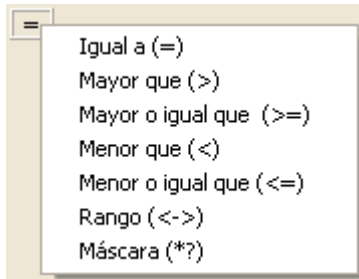 =
Igual a (=)
Mayor que (>)
Mayor o igual que  (>=)
Menor que (<)
Menor o igual que (<=)
Rango (<->)
Máscara (*?)